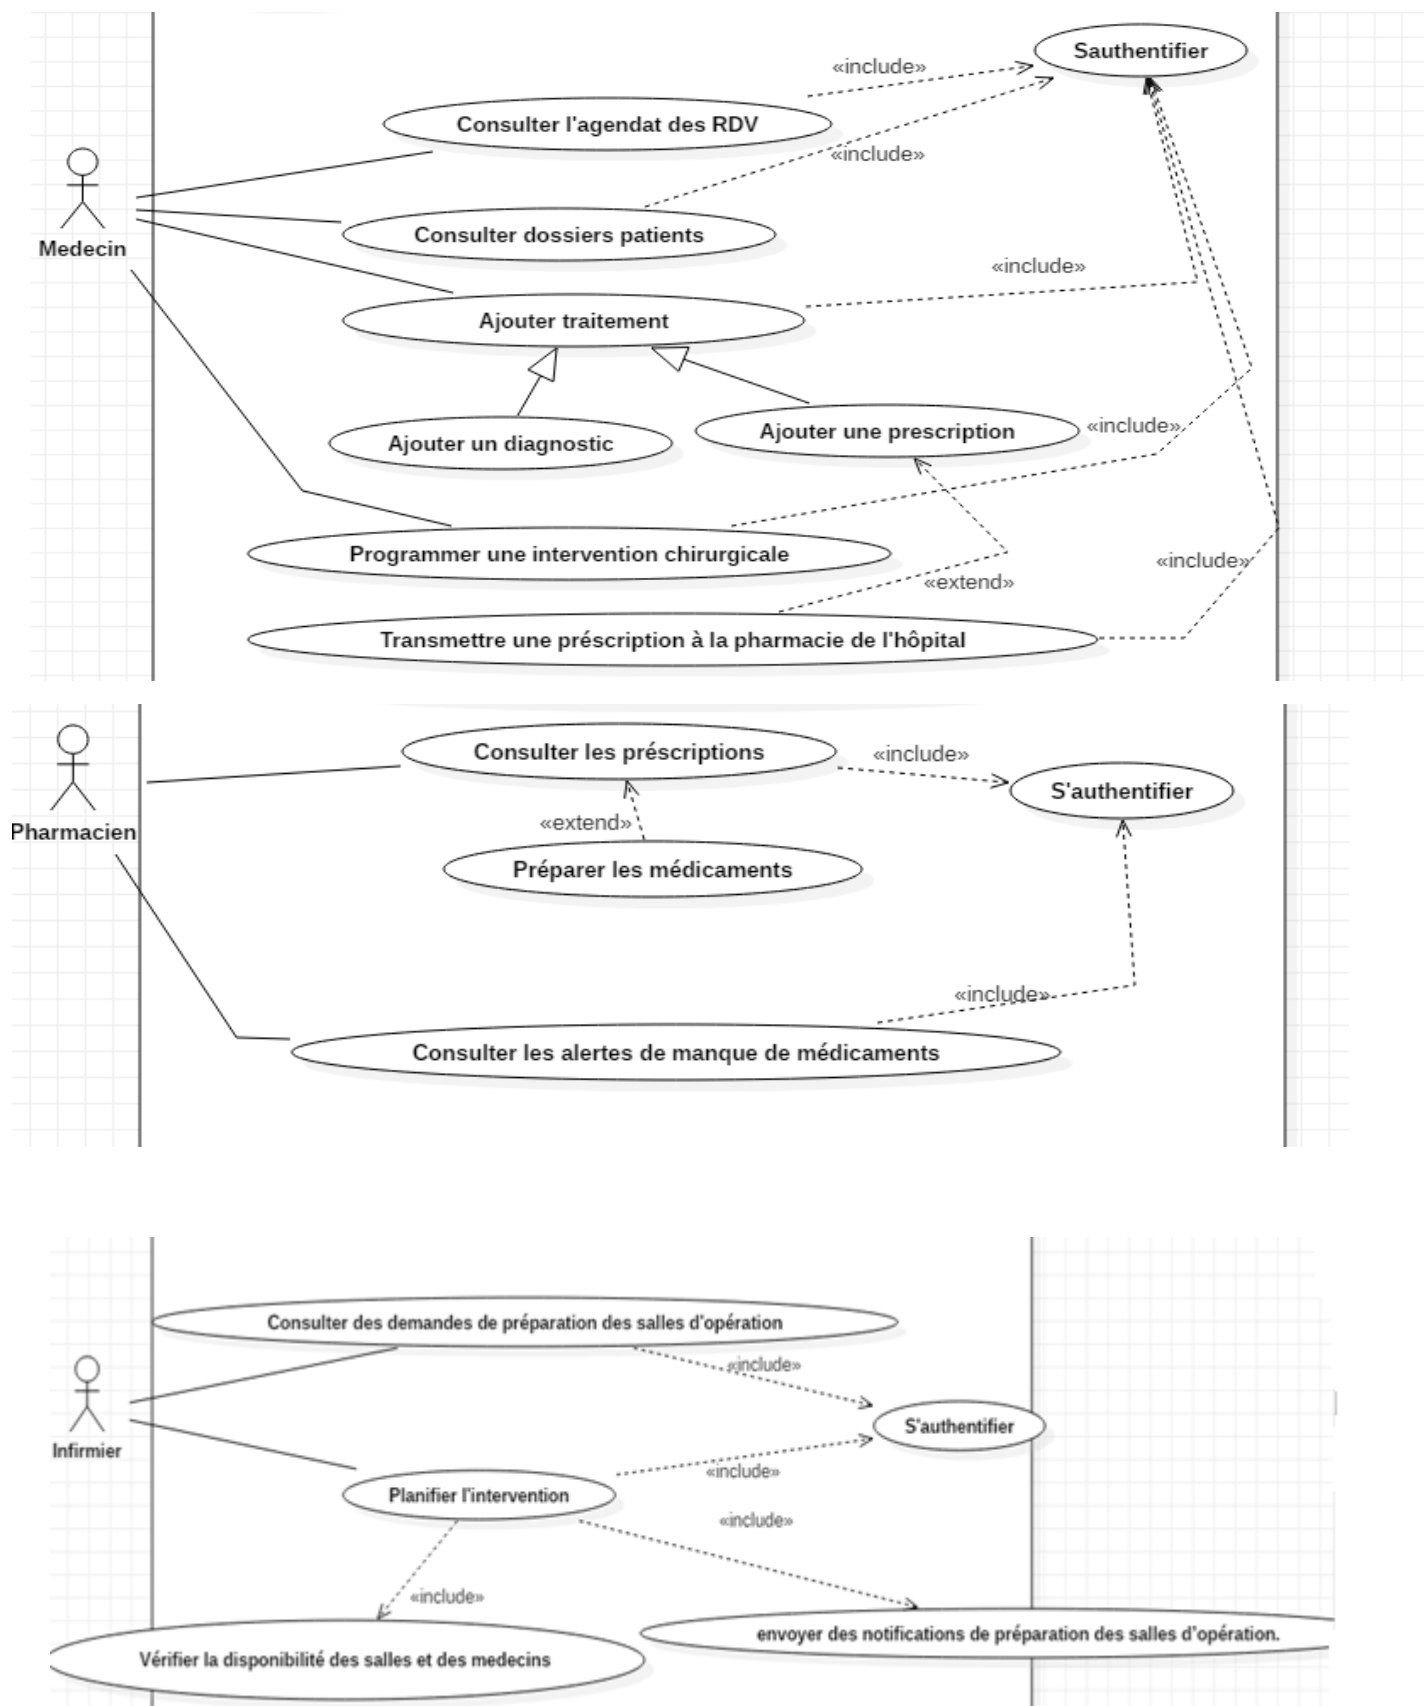 Sauthentifier
«include»
Consulter l'agendat des RDV
«include»
Medecin
Consulter dossiers patients
«include»
Ajouter traitement
Ajouter un diagnostic
Ajouter une prescription
«include»
Programmer une intervention chirurgicale
«include»
«extend»
Transmettre une préscription à la pharmacie de l'hôpital
Consulter les préscriptions
«include»
S'authentifier
«extend»
Pharmacien
Préparer les médicaments
«include»
Consulter les alertes de manque de médicaments
Consulter des demandes de préparation des salles d'opération
«include»
S'authentifier
Infirmier
«include»
Planifier l'intervention
«include»
«include»
envoyer des notifications de préparation des salles d'opération.
Vérifier la disponibilité des salles et des medecins